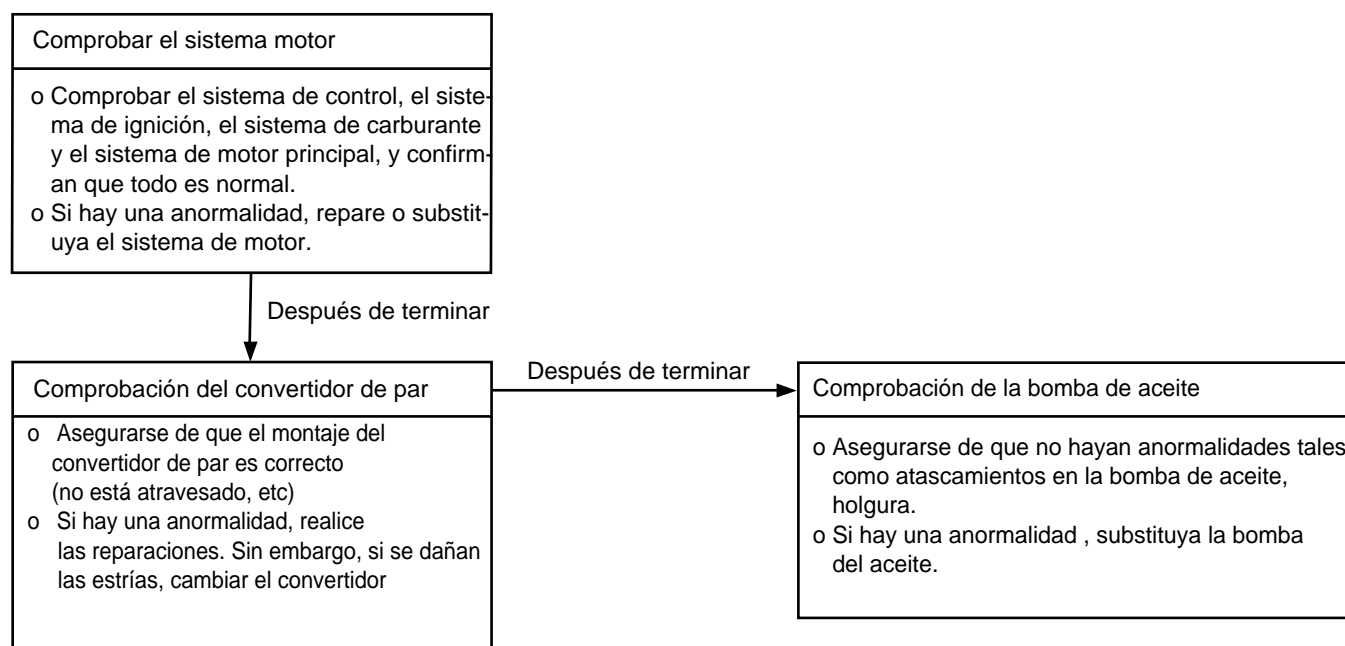 Comprobar el sistema motor
o Comprobar el sistema de control, el siste-
ma de ignición, el sistema de carburante
y el sistema de motor principal, y confirm-
an que todo es normal.
o Si hay una anormalidad, repare o substit-
uya el sistema de motor.
Después de terminar
Comprobación del convertidor de par
o Asegurarse de que el montaje del
convertidor de par es correcto
(no está atravesado, etc)
o Si hay una anormalidad, realice
las reparaciones. Sin embargo, si se dañan
las estrías, cambiar el convertidor
Después de terminar
Comprobación de la bomba de aceite
o Asegurarse de que no hayan anormalidades tales
como atascamientos en la bomba de aceite,
holgura.
o Si hay una anormalidad , substituya la bomba
del aceite.